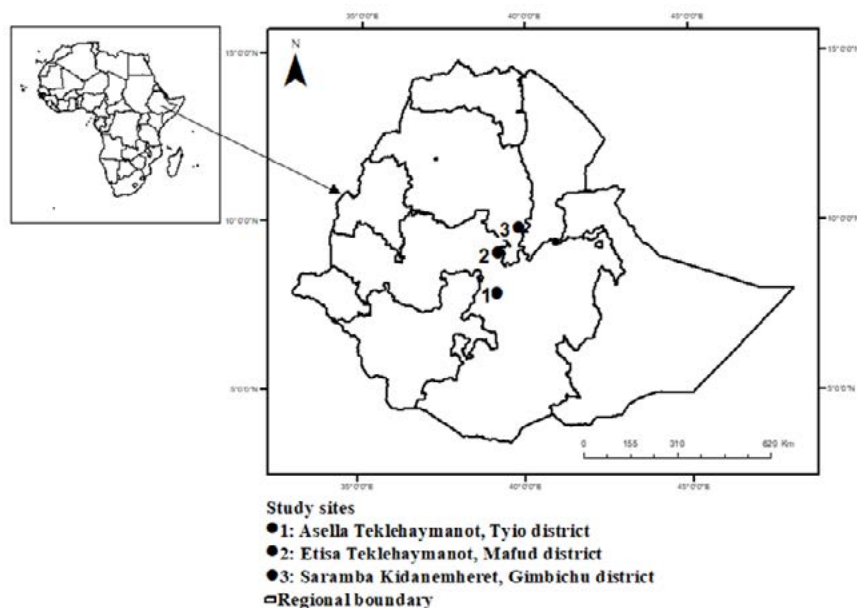 35°0'0"E 40°0'0"E 45°0'0"E
15°0'0"N 15°0'0"N
N
10°0'0"N 10°0'0"N
3
2
1
5°0'0"N 5°0'0"N
0 155 310 620 Km
35°0'0"E 40°0'0"E 45°0'0"E
Study sites
1: Asella Teklehaymanot, Tyio district
2: Etisa Teklehaymanot, Mafud district
3: Saramba Kidanemheret, Gimbichu district
Regional boundary